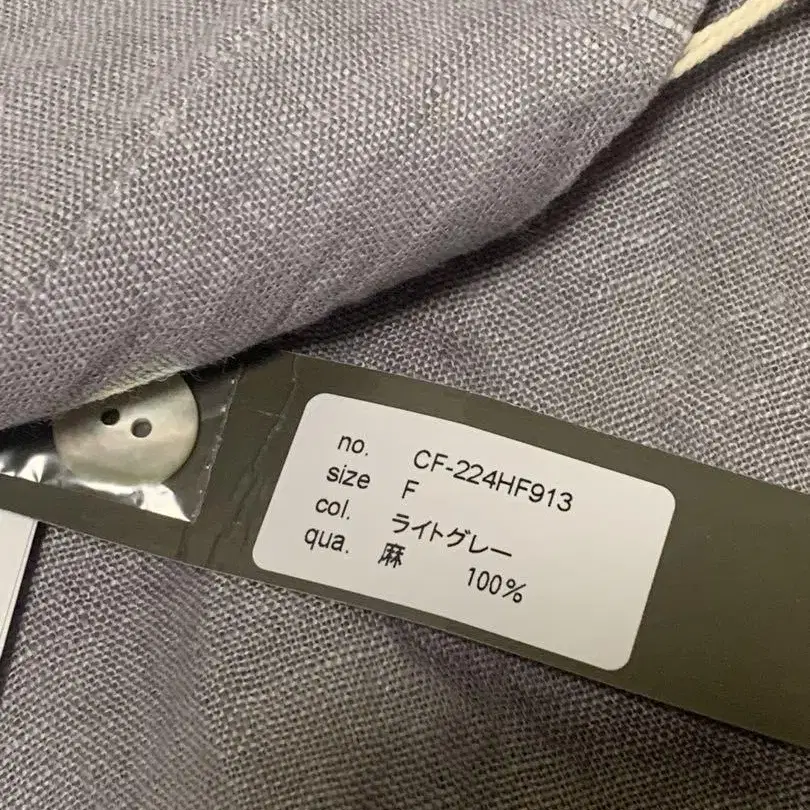 no. CF-224HF913
size F
col. ライトグレー
qua. 麻 100%